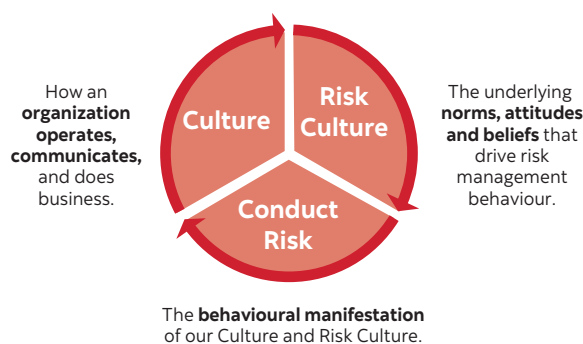 How an
organization
operates,
communicates,
and does
business.
Culture
Risk
Culture
The underlying
norms, attitudes
and beliefs that
drive risk
management
behaviour.
Conduct
Risk
The behavioural manifestation
of our Culture and Risk Culture.